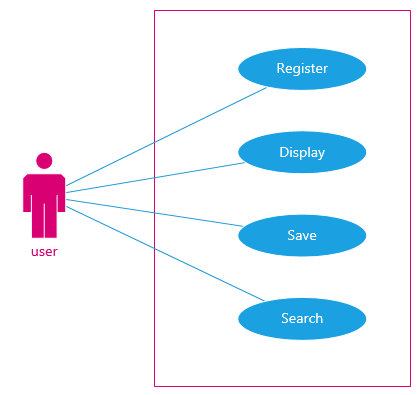 Register
Display
user
Save
Search